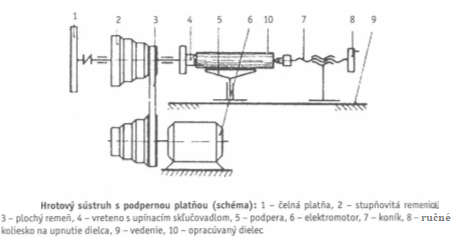 1 2 3 4 5 6 10 7 8 9
Hrotový sústruh s podpernou platňou (schéma): 1 – čelná platňa, 2 – stupňovitá remenica,
3 – plochý remeň, 4 – vreteno s upínacím skľučovadlom, 5 – podpera, 6 – elektromotor, 7 – koník, 8 – ručné
koliesko na upnutie dielca, 9 – vedenie, 10 – opracúvaný dielec